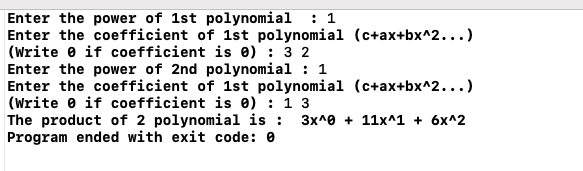 Enter the power of 1st polynomial  : 1
Enter the coefficient of 1st polynomial (c+ax+bx^2...)
(Write 0 if coefficient is 0) : 3 2
Enter the power of 2nd polynomial : 1
Enter the coefficient of 1st polynomial (c+ax+bx^2...)
(Write 0 if coefficient is 0) : 1 3
The product of 2 polynomial is :  3x^0 + 11x^1 + 6x^2
Program ended with exit code: 0